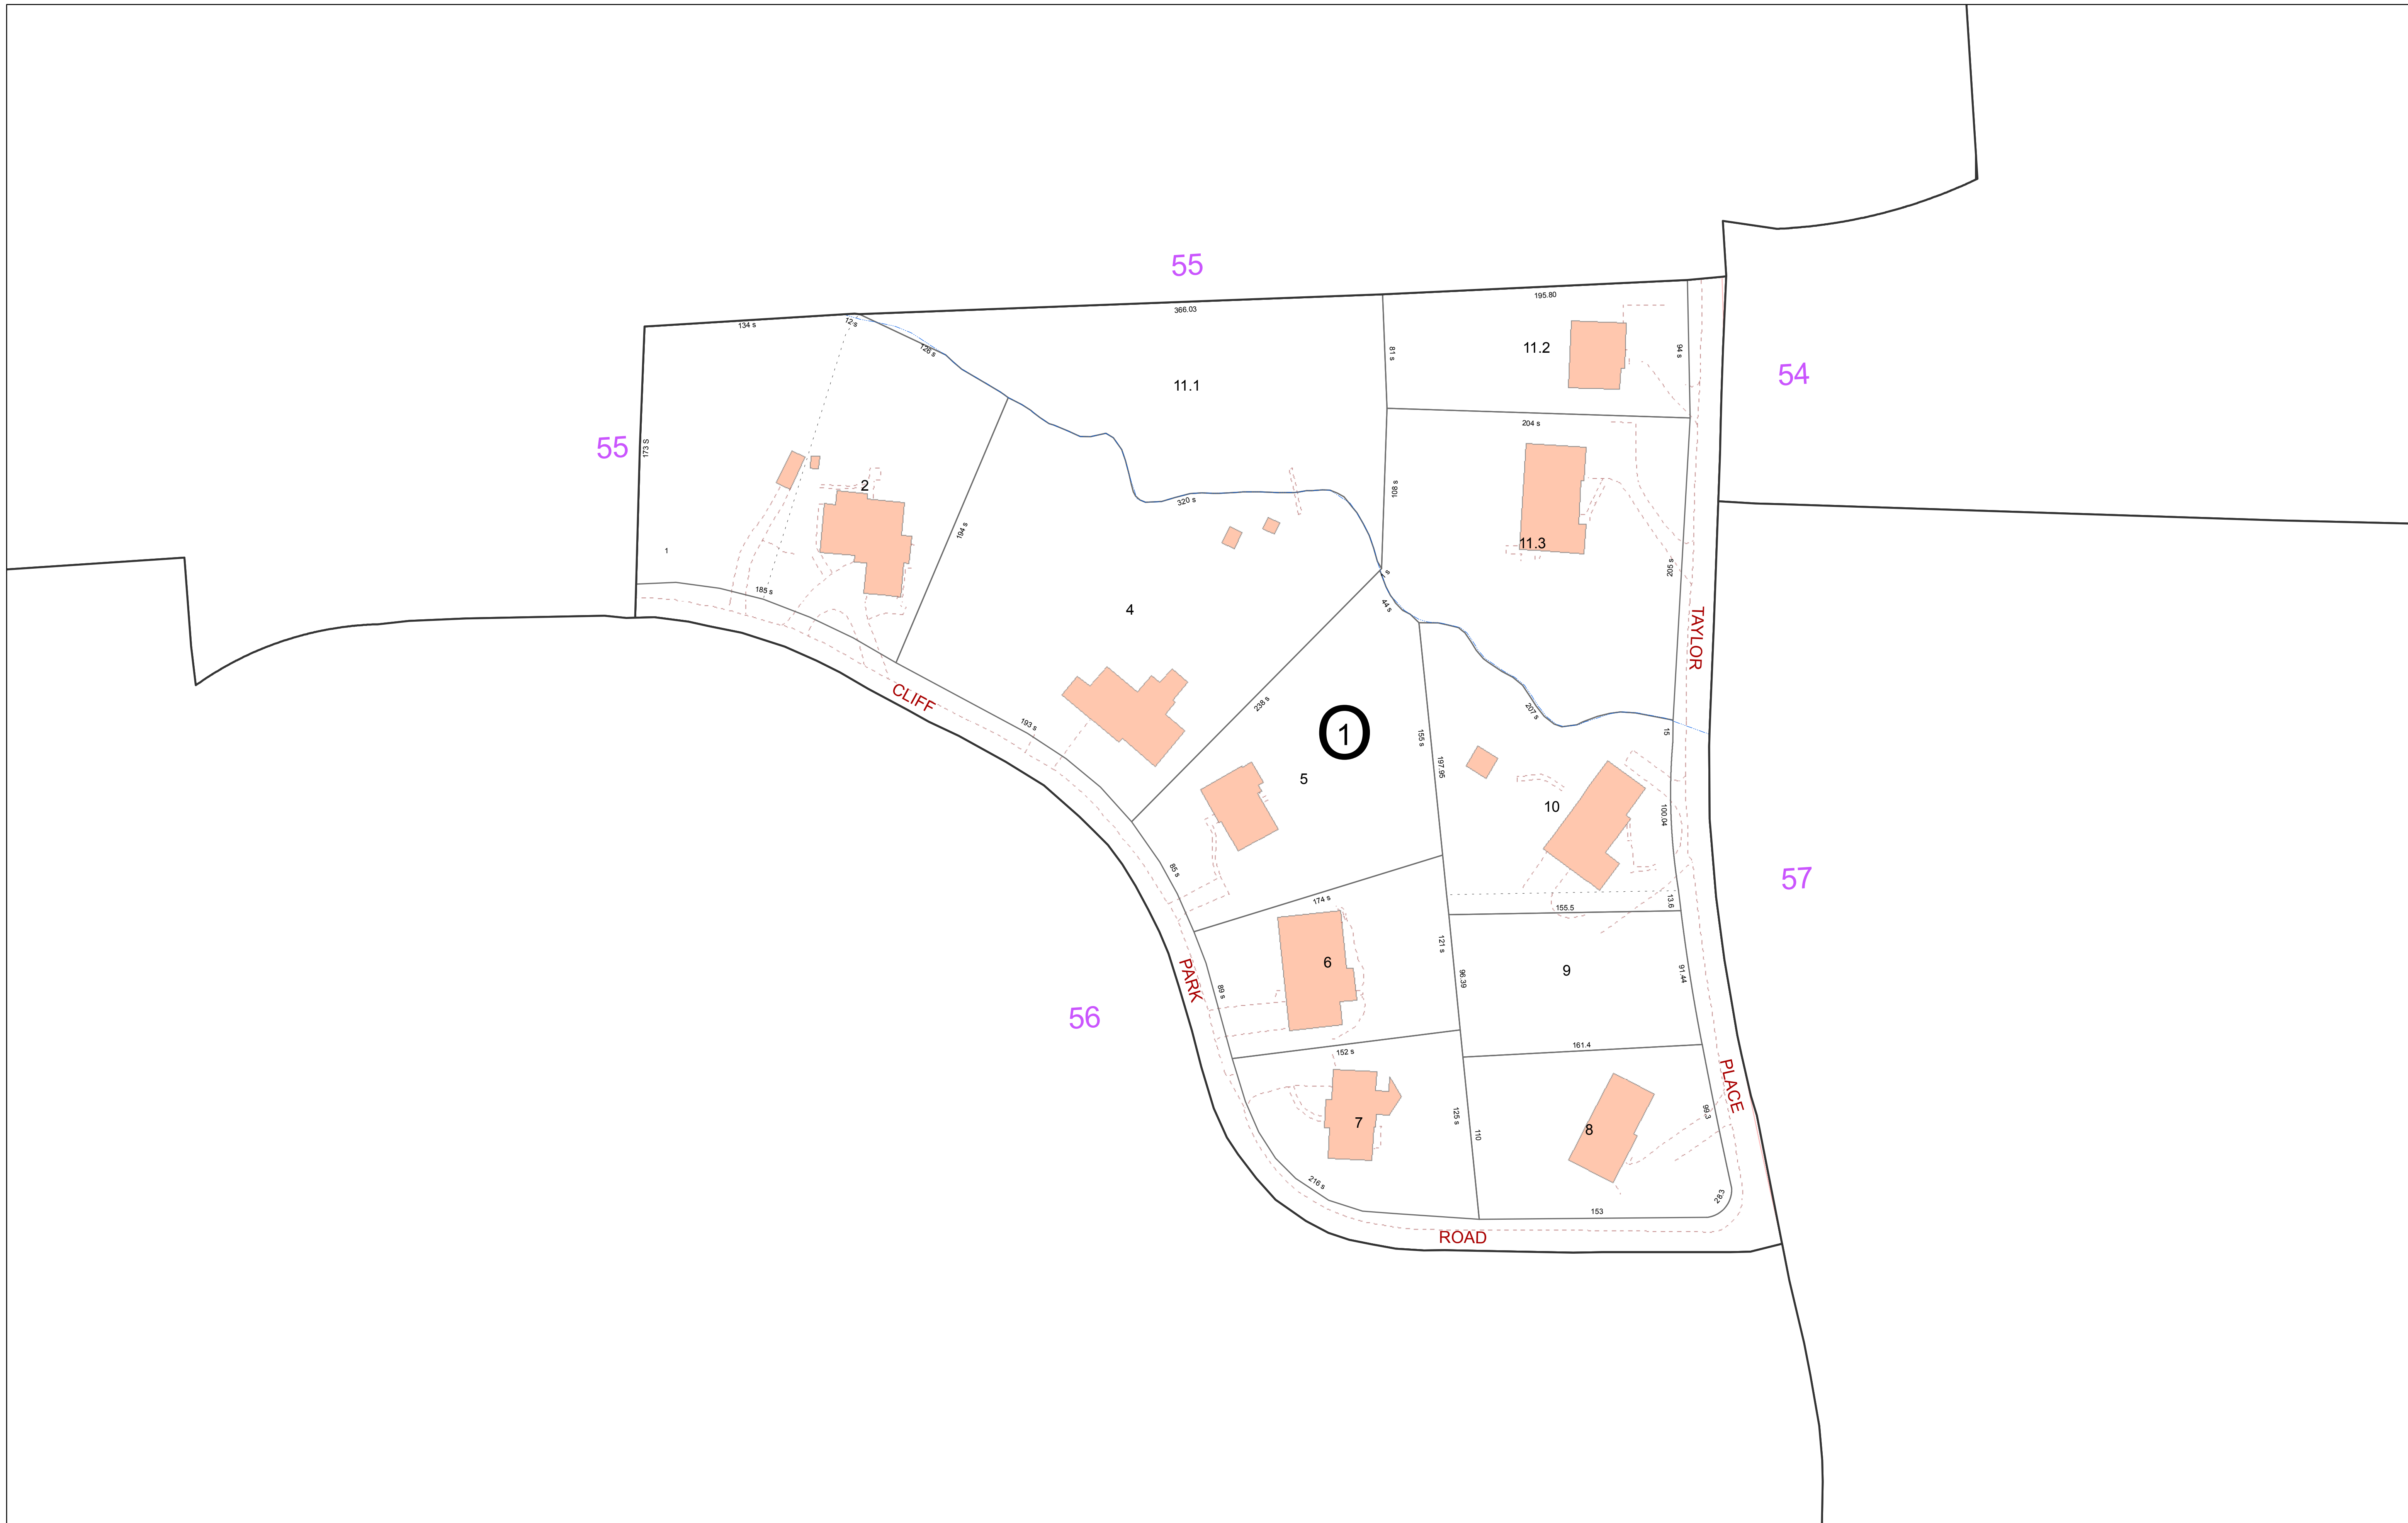 55
366.03
195.80
134 s
12 s
126 s
81 s
11.2
94 s
54
11.1
204 s
55
173 S
2
320 s
194 s
108 s
11.3
205 s
1
185 s
4
s
44 s
TAYLOR
CLIFF
193 s
238 s
1
155 s
197.95
207 s
15
5
10
100.04
85 s
57
174 s
155.5
13.6
6
121 s
96.39
9
91.44
PARK
89 s
56
152 s
161.4
PLACE
7
125 s
110
8
99.3
216 s
153
28.3
ROAD